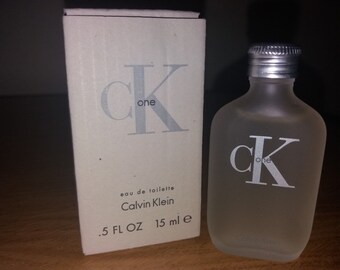 CK
one
eau de toilette
Calvin Klein
.5 FL OZ 15 ml ℮
CK
one